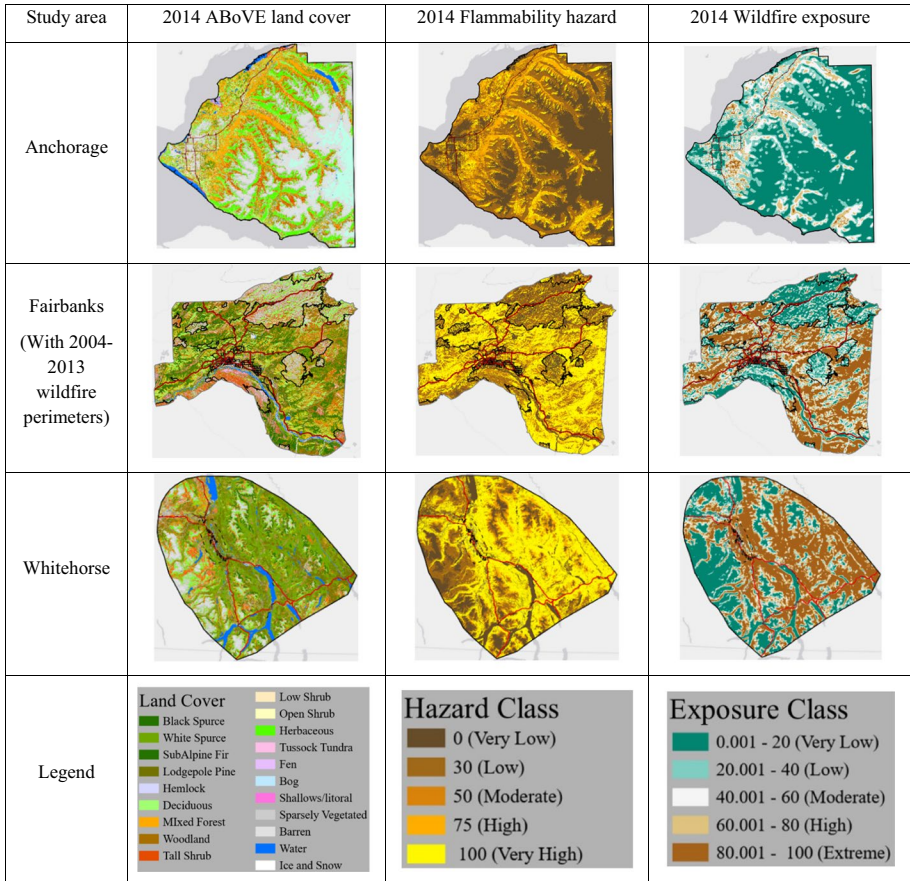 Study area
2014 ABoVE land cover
2014 Flammability hazard
2014 Wildfire exposure
Anchorage
Fairbanks
(With 2004-
2013
wildfire
perimeters)
Whitehorse
Legend
Land Cover
Black Spurce
White Spurce
SubAlpine Fir
Lodgepole Pine
Hemlock
Deciduous
MIxed Forest
Woodland
Tall Shrub
Low Shrub
Open Shrub
Herbaceous
Tussock Tundra
Fen
Bog
Shallows/litoral
Sparsely Vegetated
Barren
Water
Ice and Snow
Hazard Class
0 (Very Low)
30 (Low)
50 (Moderate)
75 (High)
100 (Very High)
Exposure Class
0.001 - 20 (Very Low)
20.001 - 40 (Low)
40.001 - 60 (Moderate)
60.001 - 80 (High)
80.001 - 100 (Extreme)